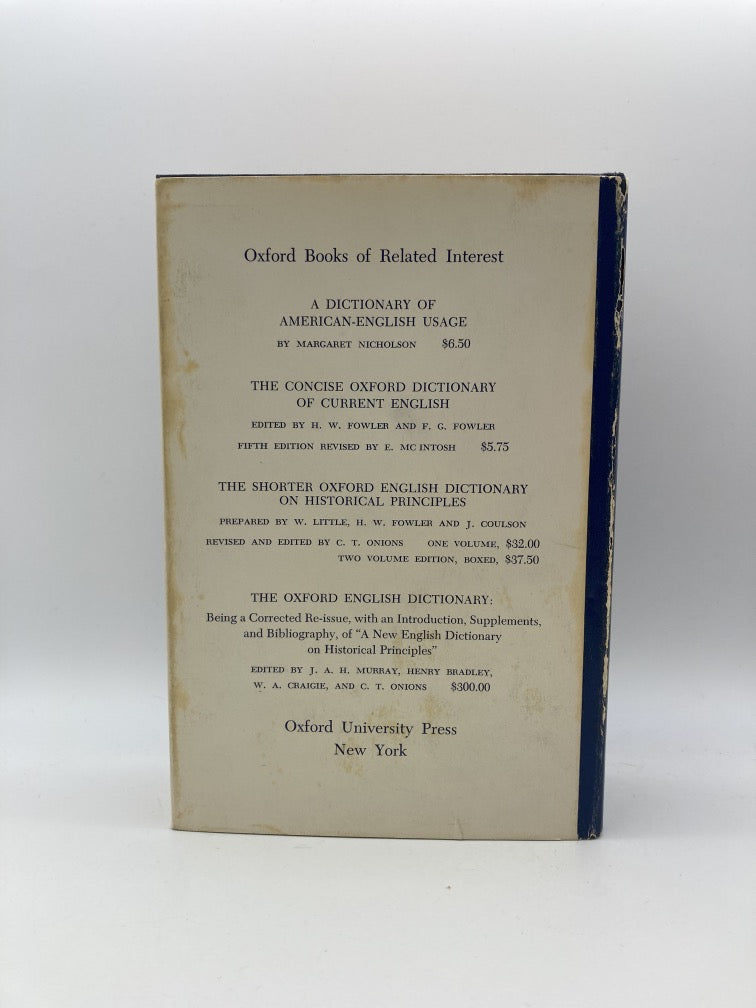 Oxford Books of Related Interest
A DICTIONARY OF
AMERICAN-ENGLISH USAGE
BY MARGARET NICHOLSON $6.50
THE CONCISE OXFORD DICTIONARY
OF CURRENT ENGLISH
EDITED BY H. W. FOWLER AND F. G. FOWLER
FIFTH EDITION REVISED BY E. MC INTOSH $5.75
THE SHORTER OXFORD ENGLISH DICTIONARY
ON HISTORICAL PRINCIPLES
PREPARED BY W. LITTLE, H. W. FOWLER AND J. COULSON
REVISED AND EDITED BY C. T. ONIONS ONE VOLUME, $32.00
TWO VOLUME EDITION, BOXED, $37.50
THE OXFORD ENGLISH DICTIONARY:
Being a Corrected Re-issue, with an Introduction, Supplements,
and Bibliography, of “A New English Dictionary
on Historical Principles”
EDITED BY J. A. H. MURRAY, HENRY BRADLEY,
W. A. CRAIGIE, AND C. T. ONIONS $300.00
Oxford University Press
New York